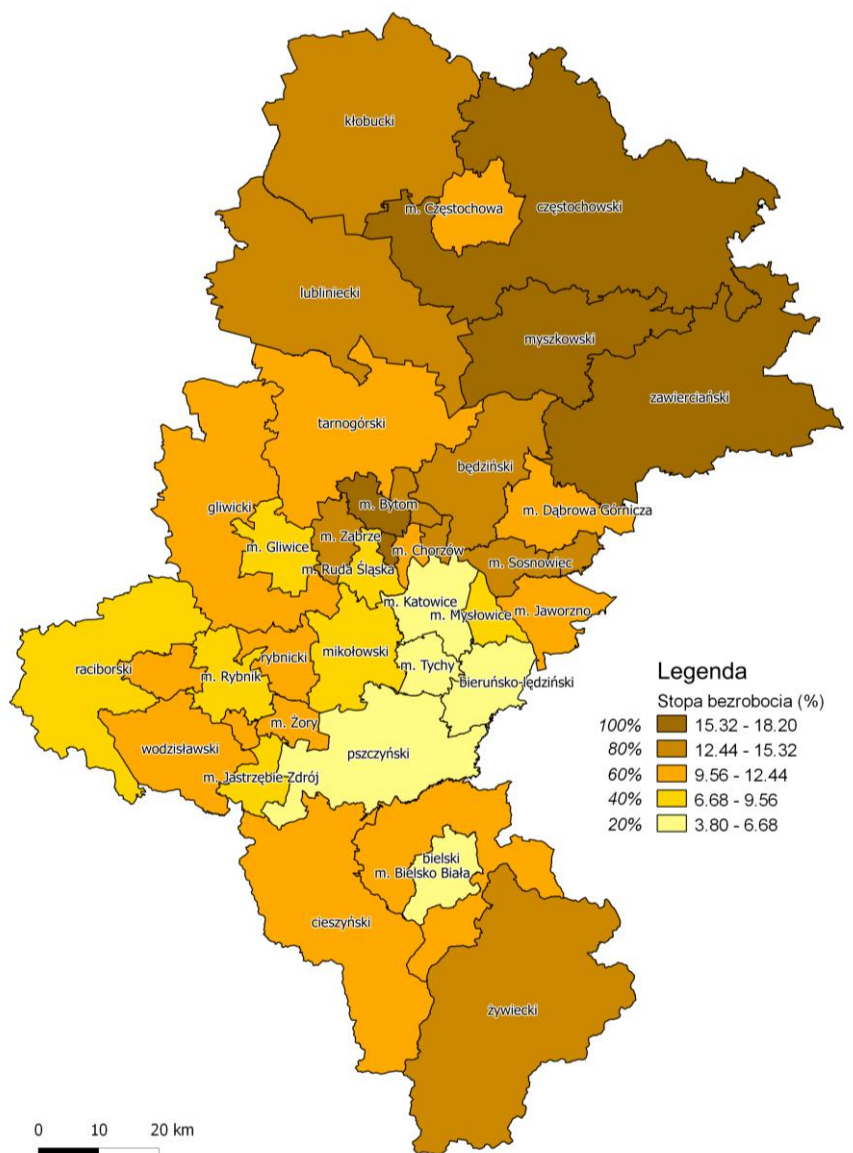 kłobucki
m. Częstochowa
częstochowski
lubliniecki
myszkowski
zawierciański
tarnogórski
będziński
gliwicki
m. Bytom
m. Dąbrowa Górnicza
m. Zabrze
m. Gliwice
m. Chorzów
m. Sosnowiec
m. Ruda Śląska
m. Katowice
m. Mysłowice
m. Jaworzno
raciborski
m. Rybnik
rybnicki
mikołowski
m. Tychy
bieruńsko-lędziński
m. Żory
wodzisławski
pszczyński
m. Jastrzębie Zdrój
bielski
m. Bielsko Biała
cieszyński
żywiecki
Legenda
Stopa bezrobocia (%)
100% 15.32 - 18.20
80% 12.44 - 15.32
60% 9.56 - 12.44
40% 6.68 - 9.56
20% 3.80 - 6.68
0 10 20 km